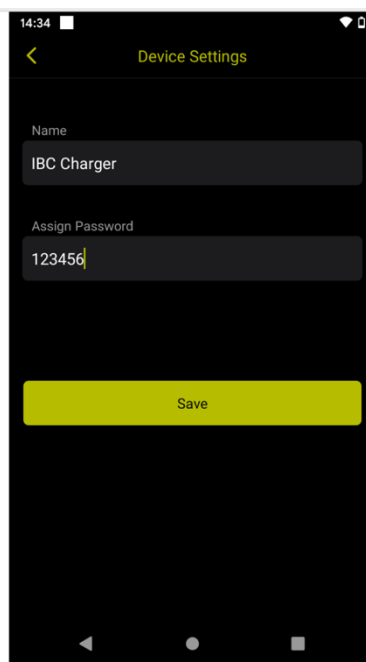 14:34
Device Settings
Name
IBC Charger
Assign Password
123456
Save